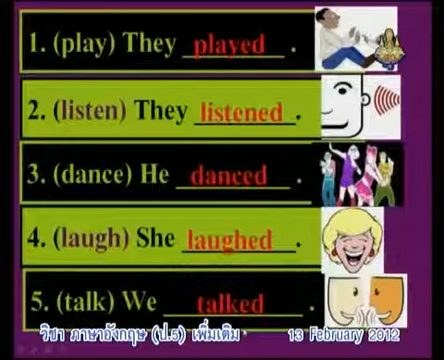 1. (play) They played .
2. (listen) They listened.
3. (dance) He danced .
4. (laugh) She laughed.
5. (talk) We talked .
วิชา ภาษาอังกฤษ (ป.5) เพิ่มเติม 13 February 2012